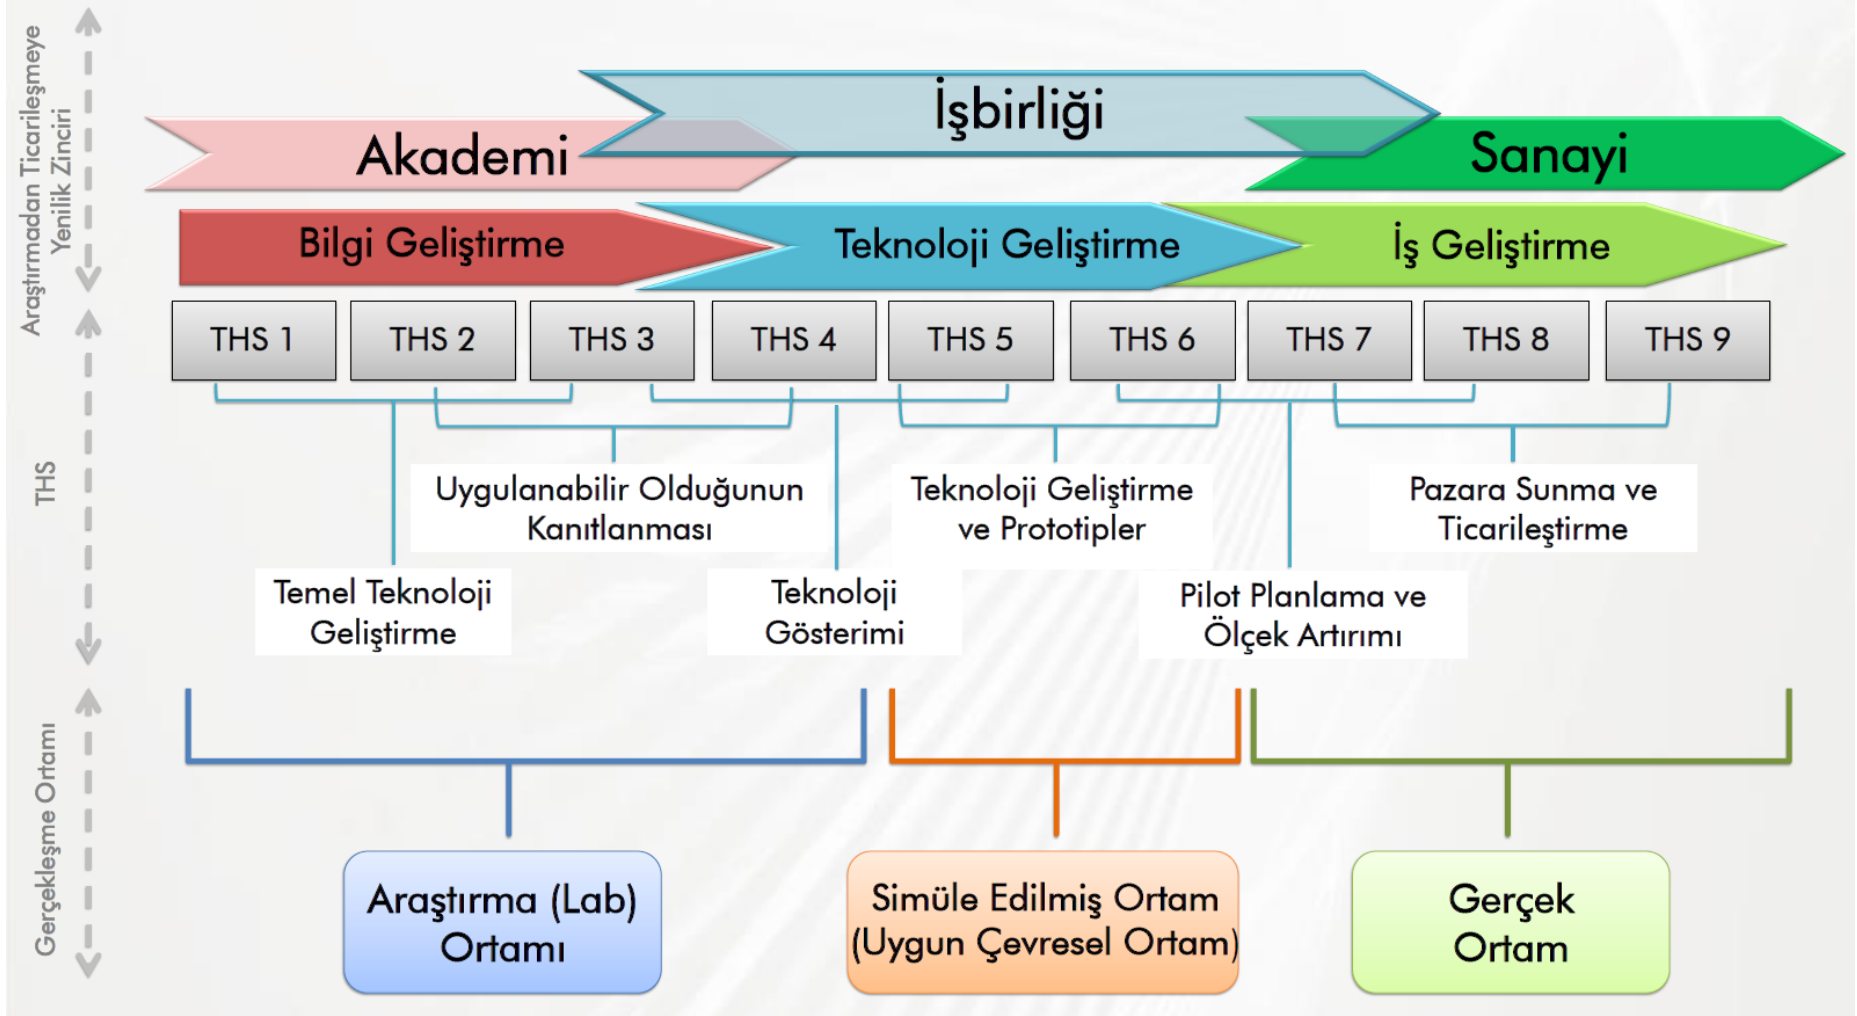 Araştırmadan Ticarileşmeye
Yenilik Zinciri
İşbirliği
Akademi
Sanayi
Bilgi Geliştirme
Teknoloji Geliştirme
İş Geliştirme
THS
THS 1
THS 2
THS 3
THS 4
THS 5
THS 6
THS 7
THS 8
THS 9
Uygulanabilir Olduğunun
Kanıtlanması
Teknoloji Geliştirme
ve Prototipler
Pazara Sunma ve
Ticarileştirme
Temel Teknoloji
Geliştirme
Teknoloji
Gösterimi
Pilot Planlama ve
Ölçek Artırımı
Gerçekleşme Ortamı
Araştırma (Lab)
Ortamı
Simüle Edilmiş Ortam
(Uygun Çevresel Ortam)
Gerçek
Ortam